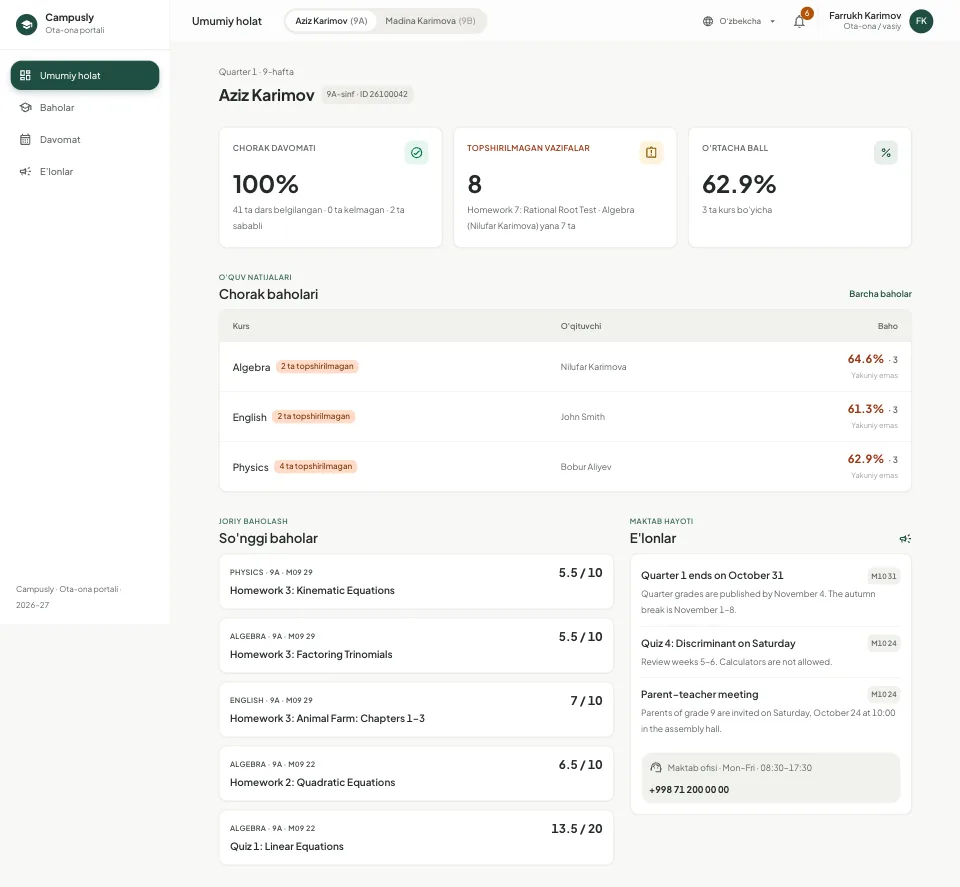 Campusly
Ota-ona portali
Umumiy holat
Baholar
Davomat
E'lonlar
Campusly · Ota-ona portali ·
2026–27
Umumiy holat
Aziz Karimov (9A)
Madina Karimova (9B)
O'zbekcha
6
Farrukh Karimov
Ota-ona / vasiy
FK
Quarter 1 · 9-hafta
Aziz Karimov
9A-sinf · ID 26100042
CHORAK DAVOMATI
100%
41 ta dars belgilangan · 0 ta kelmagan · 2 ta
sababli
TOPSHIRILMAGAN VAZIFALAR
8
Homework 7: Rational Root Test · Algebra
(Nilufar Karimova) yana 7 ta
O'RTACHA BALL
%
62.9%
3 ta kurs bo'yicha
O'QUV NATIJALARI
Chorak baholari
Barcha baholar
Kurs
O'qituvchi
Baho
Algebra
2 ta topshirilmagan
Nilufar Karimova
64.6% · 3
Yakuniy emas
English
2 ta topshirilmagan
John Smith
61.3% · 3
Yakuniy emas
Physics
4 ta topshirilmagan
Bobur Aliyev
62.9% · 3
Yakuniy emas
JORIY BAHOLASH
So'nggi baholar
PHYSICS · 9A · M09 29
Homework 3: Kinematic Equations
5.5 / 10
ALGEBRA · 9A · M09 29
Homework 3: Factoring Trinomials
5.5 / 10
ENGLISH · 9A · M09 29
Homework 3: Animal Farm: Chapters 1–3
7 / 10
ALGEBRA · 9A · M09 22
Homework 2: Quadratic Equations
6.5 / 10
ALGEBRA · 9A · M09 22
Quiz 1: Linear Equations
13.5 / 20
MAKTAB HAYOTI
E'lonlar
Quarter 1 ends on October 31
M10 31
Quarter grades are published by November 4. The autumn
break is November 1–8.
Quiz 4: Discriminant on Saturday
M10 24
Review weeks 5–6. Calculators are not allowed.
Parent–teacher meeting
M10 24
Parents of grade 9 are invited on Saturday, October 24 at 10:00
in the assembly hall.
Maktab ofisi · Mon–Fri · 08:30–17:30
+998 71 200 00 00